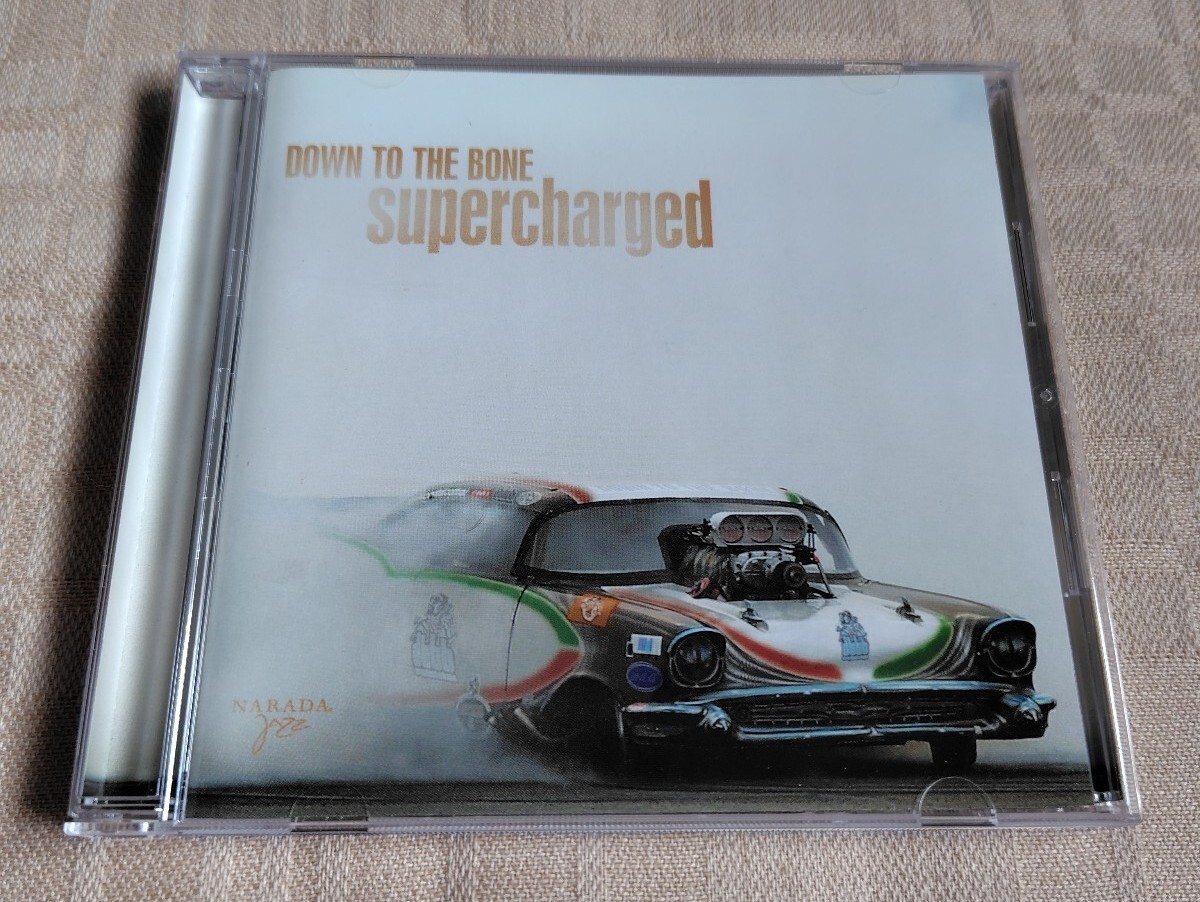 DOWN TO THE BONE
supercharged
NARADA
Jazz